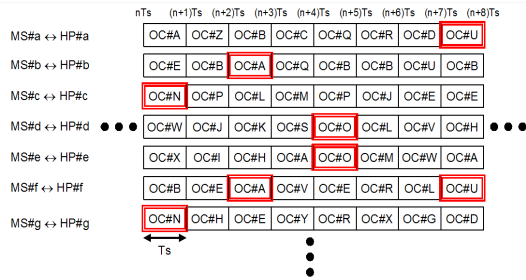 nTs (n+1)Ts (n+2)Ts (n+3)Ts (n+4)Ts (n+5)Ts (n+6)Ts (n+7)Ts (n+8)Ts
MS#a ↔ HP#a OC#A OC#Z OC#B OC#C OC#Q OC#R OC#D OC#U
MS#b ↔ HP#b OC#E OC#B OC#A OC#Q OC#B OC#B OC#U OC#B
MS#c ↔ HP#c OC#N OC#P OC#L OC#M OC#P OC#J OC#E OC#E
MS#d ↔ HP#d OC#W OC#J OC#K OC#S OC#O OC#L OC#V OC#H
MS#e ↔ HP#e OC#X OC#I OC#H OC#A OC#O OC#M OC#W OC#A
MS#f ↔ HP#f OC#B OC#E OC#A OC#V OC#E OC#R OC#L OC#U
MS#g ↔ HP#g OC#N OC#H OC#E OC#Y OC#R OC#X OC#G OC#D
Ts